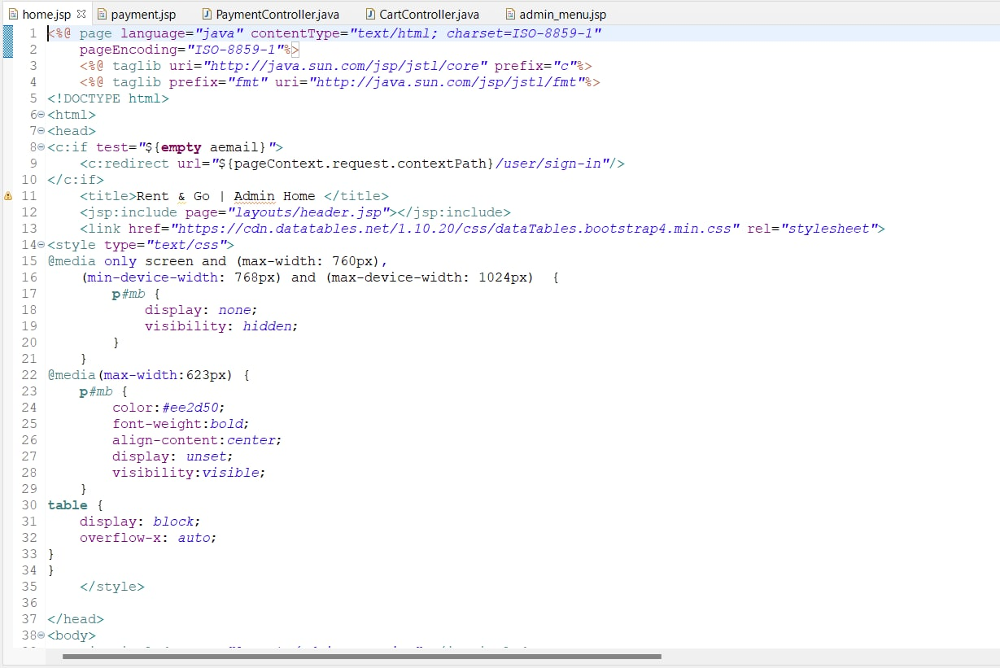 home.jsp payment.jsp PaymentController.java CartController.java admin_menu.jsp
1 <%@ page language="java" contentType="text/html; charset=ISO-8859-1"
2     pageEncoding="ISO-8859-1"%>
3     <%@ taglib uri="http://java.sun.com/jsp/jstl/core" prefix="c"%>
4     <%@ taglib prefix="fmt" uri="http://java.sun.com/jsp/jstl/fmt"%>
5 <!DOCTYPE html>
6 <html>
7 <head>
8 <c:if test="${empty aemail}">
9     <c:redirect url="${pageContext.request.contextPath}/user/sign-in"/>
10 </c:if>
11     <title>Rent & Go | Admin Home </title>
12     <jsp:include page="layouts/header.jsp"></jsp:include>
13     <link href="https://cdn.datatables.net/1.10.20/css/dataTables.bootstrap4.min.css" rel="stylesheet">
14 <style type="text/css">
15 @media only screen and (max-width: 760px),
16     (min-device-width: 768px) and (max-device-width: 1024px)  {
17         p#mb {
18             display: none;
19             visibility: hidden;
20         }
21     }
22 @media(max-width:623px) {
23     p#mb {
24         color:#ee2d50;
25         font-weight:bold;
26         align-content:center;
27         display: unset;
28         visibility:visible;
29     }
30 table {
31     display: block;
32     overflow-x: auto;
33 }
34 }
35     </style>
36
37 </head>
38 <body>